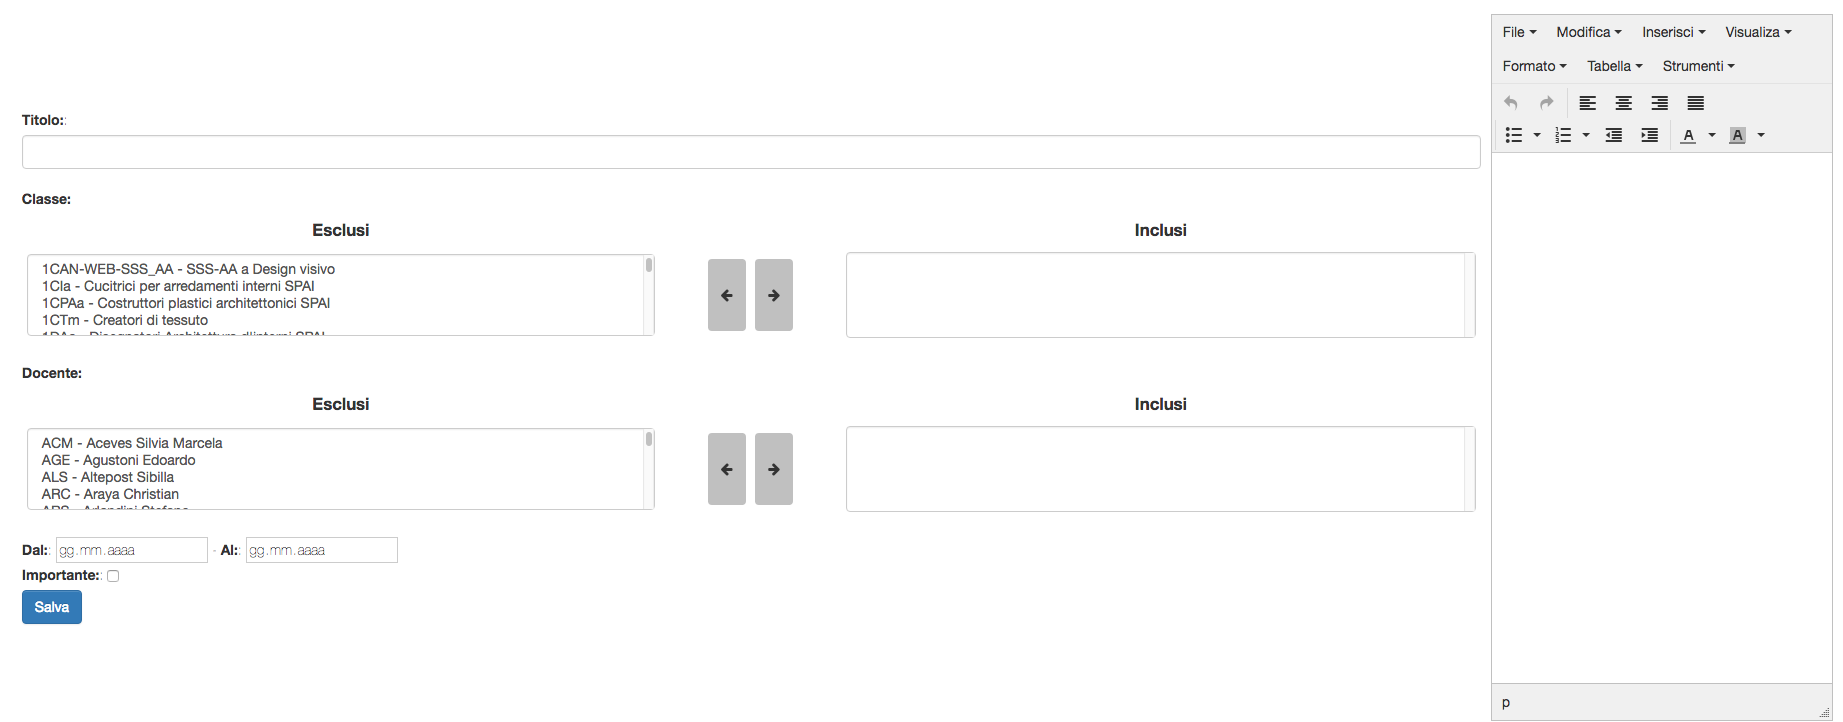 Titolo::
Classe:
Esclusi
Inclusi
1CAN-WEB-SSS_AA - SSS-AA a Design visivo
1CIa - Cucitrici per arredamenti interni SPAI
1CPAa - Costruttori plastici architettonici SPAI
1CTm - Creatori di tessuto
Docente:
Esclusi
Inclusi
ACM - Aceves Silvia Marcela
AGE - Agustoni Edoardo
ALS - Altepost Sibilla
ARC - Araya Christian
Dal:: gg.mm.aaaa - Al:: gg.mm.aaaa
Importante::
Salva
File Modifica Inserisci Visualiza
Formato Tabella Strumenti
A A
p